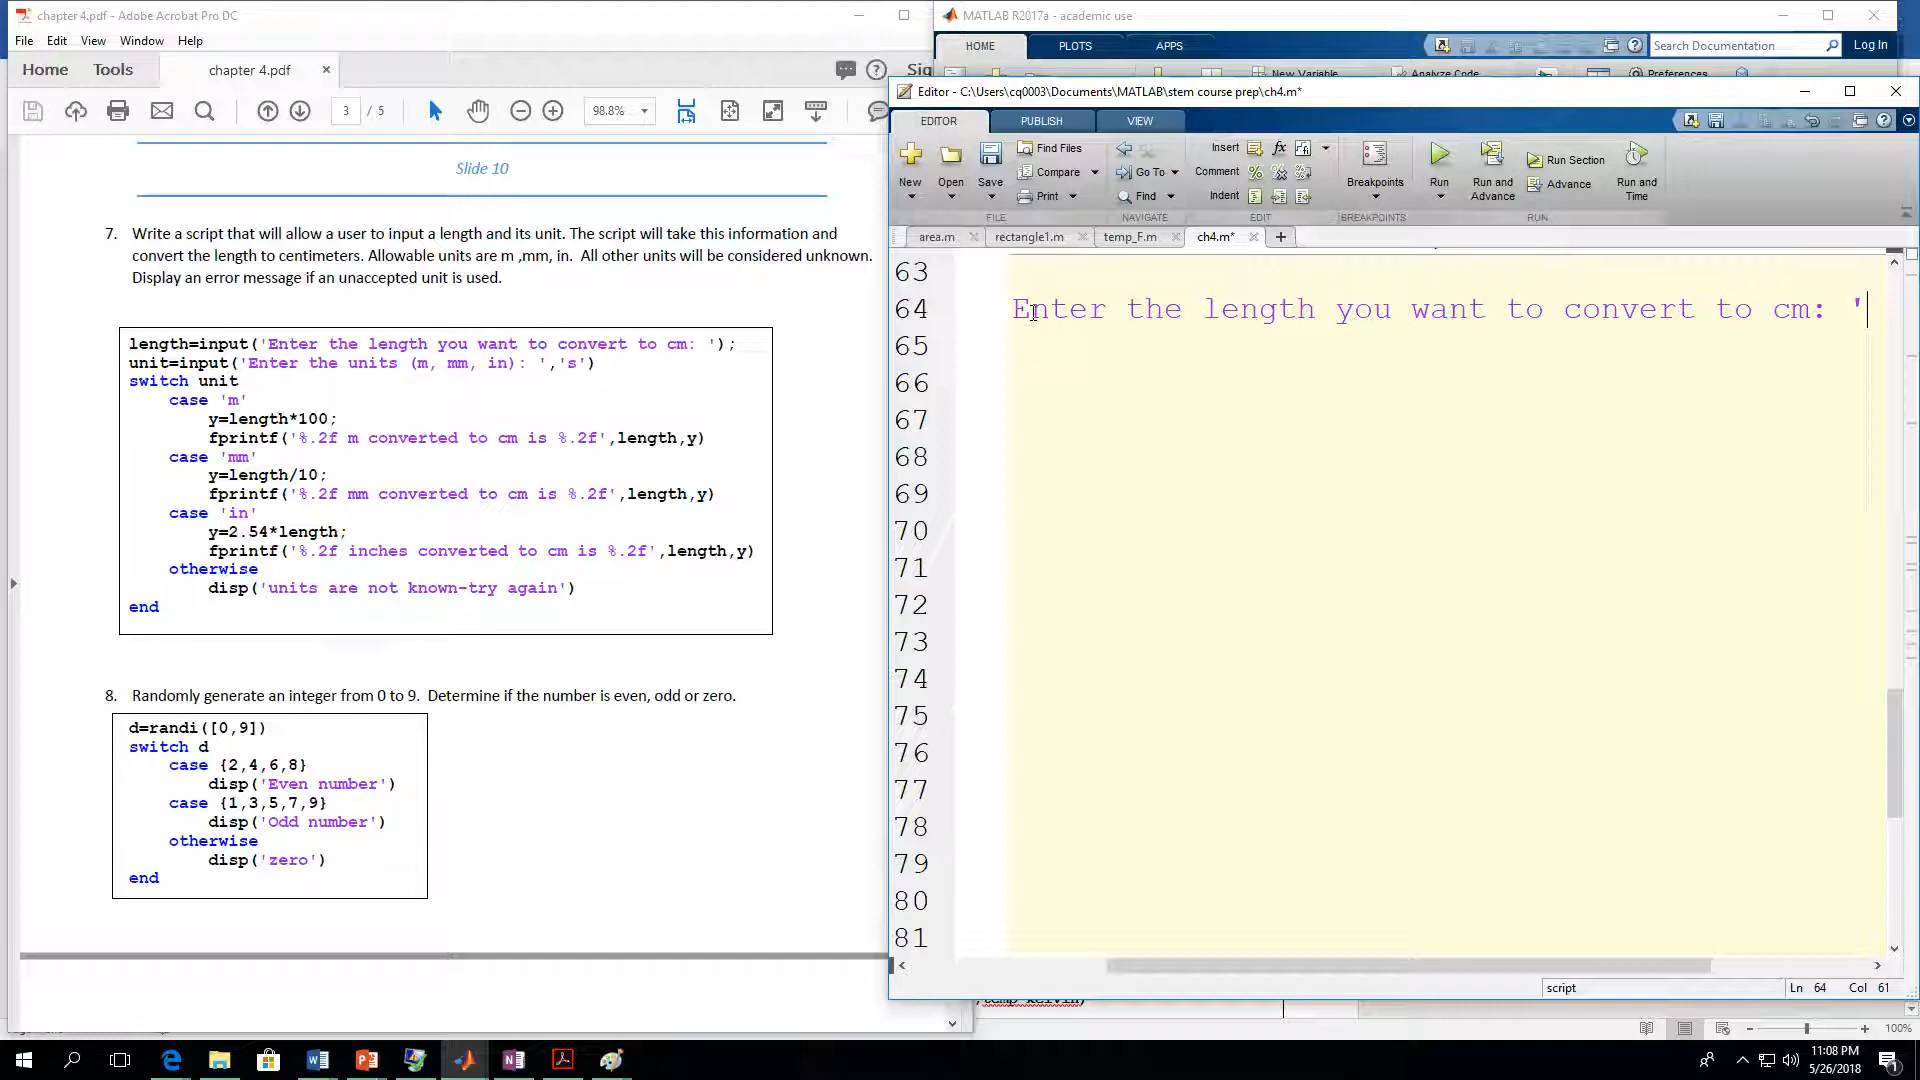 chapter 4.pdf - Adobe Acrobat Pro DC
File Edit View Window Help
Home Tools chapter 4.pdf × Sig
3 / 5 98.8%
Slide 10
7. Write a script that will allow a user to input a length and its unit. The script will take this information and
convert the length to centimeters. Allowable units are m ,mm, in. All other units will be considered unknown.
Display an error message if an unaccepted unit is used.
length=input('Enter the length you want to convert to cm: ');
unit=input('Enter the units (m, mm, in): ','s')
switch unit
case 'm'
y=length*100;
fprintf('%.2f m converted to cm is %.2f',length,y)
case 'mm'
y=length/10;
fprintf('%.2f mm converted to cm is %.2f',length,y)
case 'in'
y=2.54*length;
fprintf('%.2f inches converted to cm is %.2f',length,y)
otherwise
disp('units are not known-try again')
end
8. Randomly generate an integer from 0 to 9. Determine if the number is even, odd or zero.
d=randi([0,9])
switch d
case {2,4,6,8}
disp('Even number')
case {1,3,5,7,9}
disp('Odd number')
otherwise
disp('zero')
end
MATLAB R2017a - academic use
HOME PLOTS APPS Search Documentation Log In
New Variable Analyze Code Preferences
Editor - C:\Users\cq0003\Documents\MATLAB\stem course prep\ch4.m*
EDITOR PUBLISH VIEW
New Open Save Find Files Compare Print Go To Find Insert Comment Indent Breakpoints Run Run and Advance Run Section Advance Run and Time
FILE NAVIGATE EDIT BREAKPOINTS RUN
area.m rectangle1.m temp_F.m ch4.m*
63
64 Enter the length you want to convert to cm: '
65
66
67
68
69
70
71
72
73
74
75
76
77
78
79
80
81
script Ln 64 Col 61
100%
11:08 PM
5/26/2018